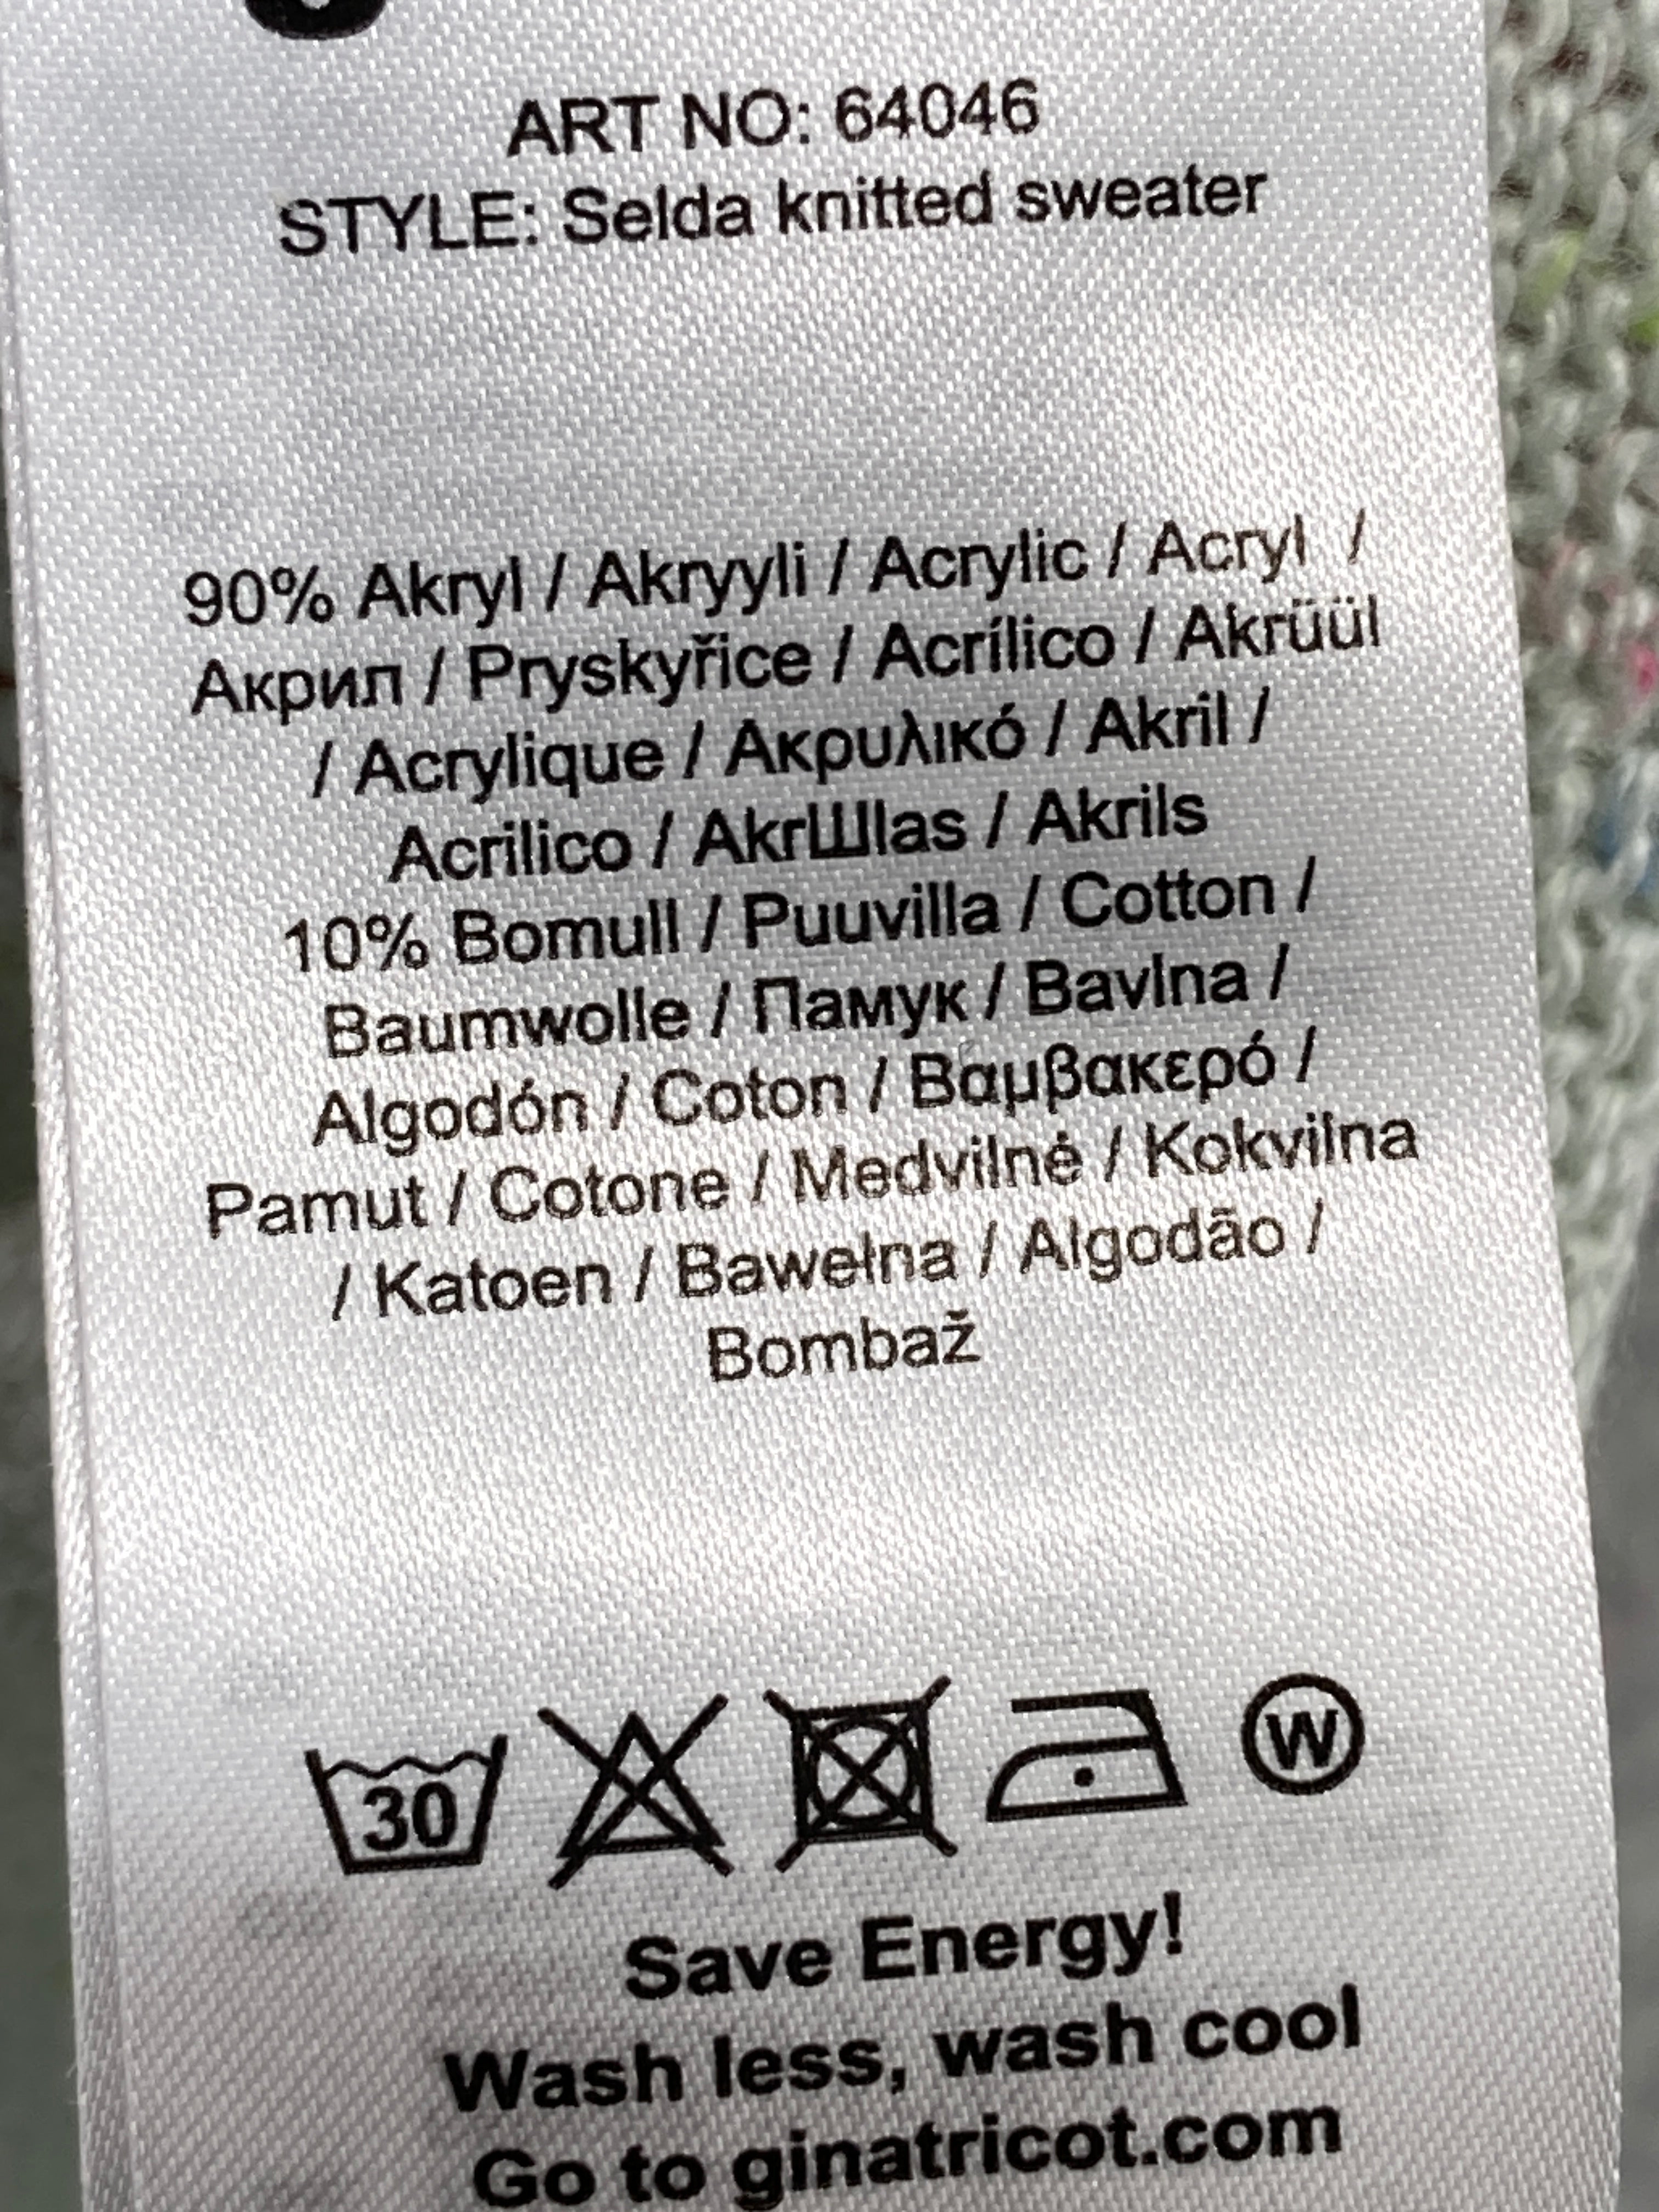 ART NO: 64046
STYLE: Selda knitted sweater
90% Akryl / Akryyli / Acrylic / Acryl /
Акрил / Pryskyřice / Acrílico / Akrüül
/ Acrylique / Ακρυλικό / Akril /
Acrilico / AkrШlas / Akrils
10% Bomull / Puuvilla / Cotton /
Baumwolle / Памук / Bavlna /
Algodón / Coton / Βαμβακερό /
Pamut / Cotone / Medvilnė / Kokvilna
/ Katoen / Bawełna / Algodão /
Bombaž
30 W
Save Energy!
Wash less, wash cool
Go to ginatricot.com